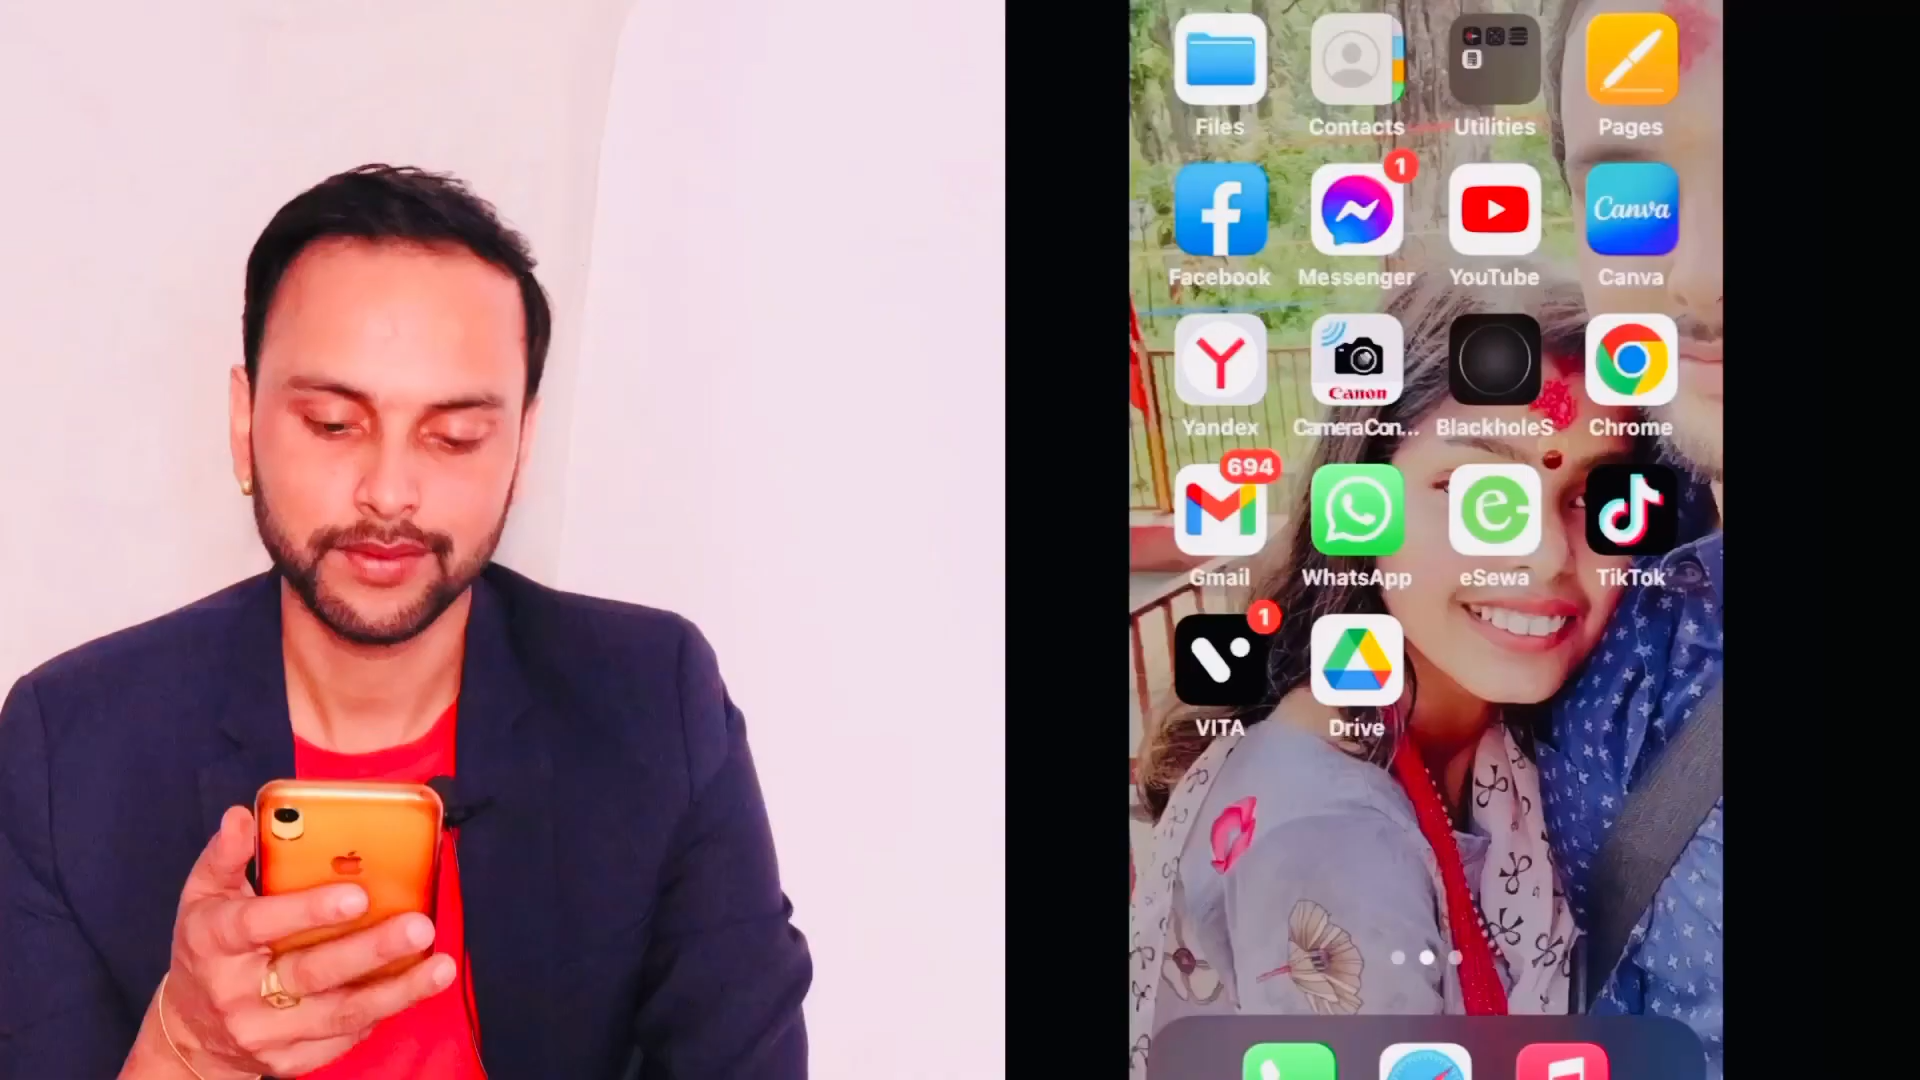 Files Contacts Utilities Pages
1
Facebook Messenger YouTube Canva
Canva
Canon
Yandex CameraCon... BlackholeS Chrome
694
Gmail WhatsApp eSewa TikTok
1
VITA Drive